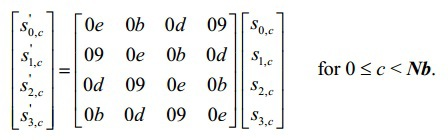 s'0,c 0e 0b 0d 09 s0,c
s'1,c 09 0e 0b 0d s1,c
= for 0 ≤ c < Nb.
s'2,c 0d 09 0e 0b s2,c
s'3,c 0b 0d 09 0e s3,c